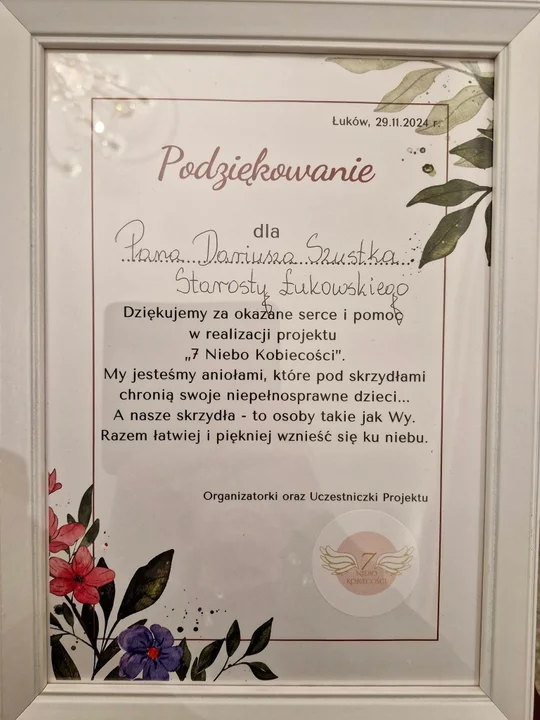 Łuków, 29.11.2024 r.
Podziękowanie
dla
Pana Dariusza Szustka
Starosty Łukowskiego
Dziękujemy za okazane serce i pomoc
w realizacji projektu
„7 Niebo Kobiecości”.
My jesteśmy aniołami, które pod skrzydłami
chronią swoje niepełnosprawne dzieci...
A nasze skrzydła - to osoby takie jak Wy.
Razem łatwiej i piękniej wznieść się ku niebu.
Organizatorki oraz Uczestniczki Projektu
7
NIEBO
KOBIECOŚCI